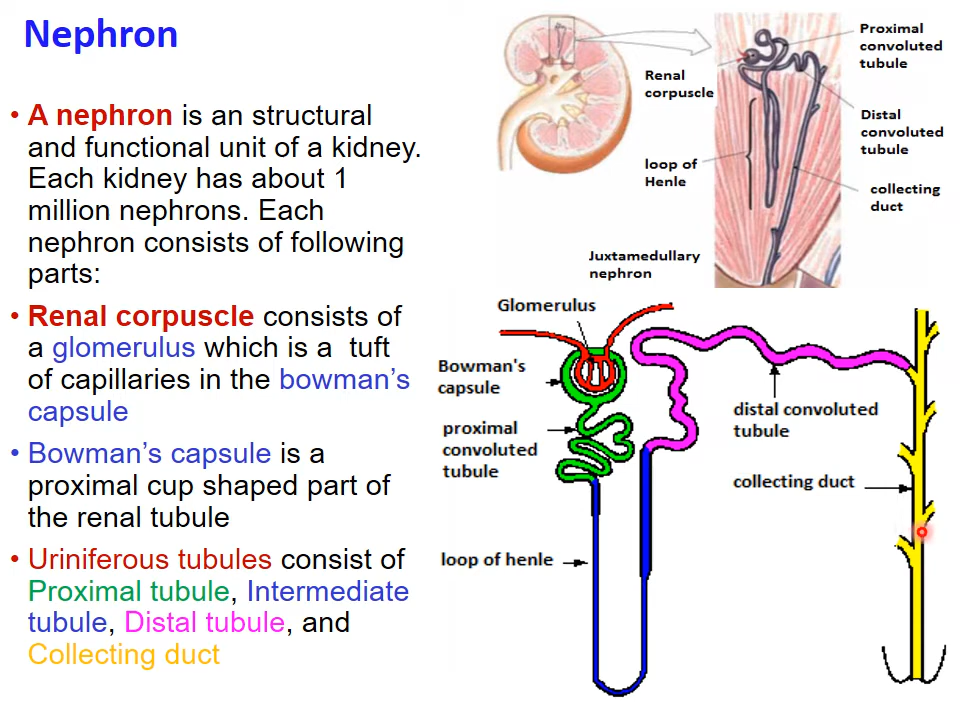 Nephron
• A nephron is an structural
and functional unit of a kidney.
Each kidney has about 1
million nephrons. Each
nephron consists of following
parts:
• Renal corpuscle consists of
a glomerulus which is a tuft
of capillaries in the bowman’s
capsule
• Bowman’s capsule is a
proximal cup shaped part of
the renal tubule
• Uriniferous tubules consist of
Proximal tubule, Intermediate
tubule, Distal tubule, and
Collecting duct
Proximal
convoluted
tubule
Renal
corpuscle
Distal
convoluted
tubule
loop of
Henle
collecting
duct
Juxtamedullary
nephron
Glomerulus
Bowman's
capsule
proximal
convoluted
tubule
distal convoluted
tubule
collecting duct
loop of henle